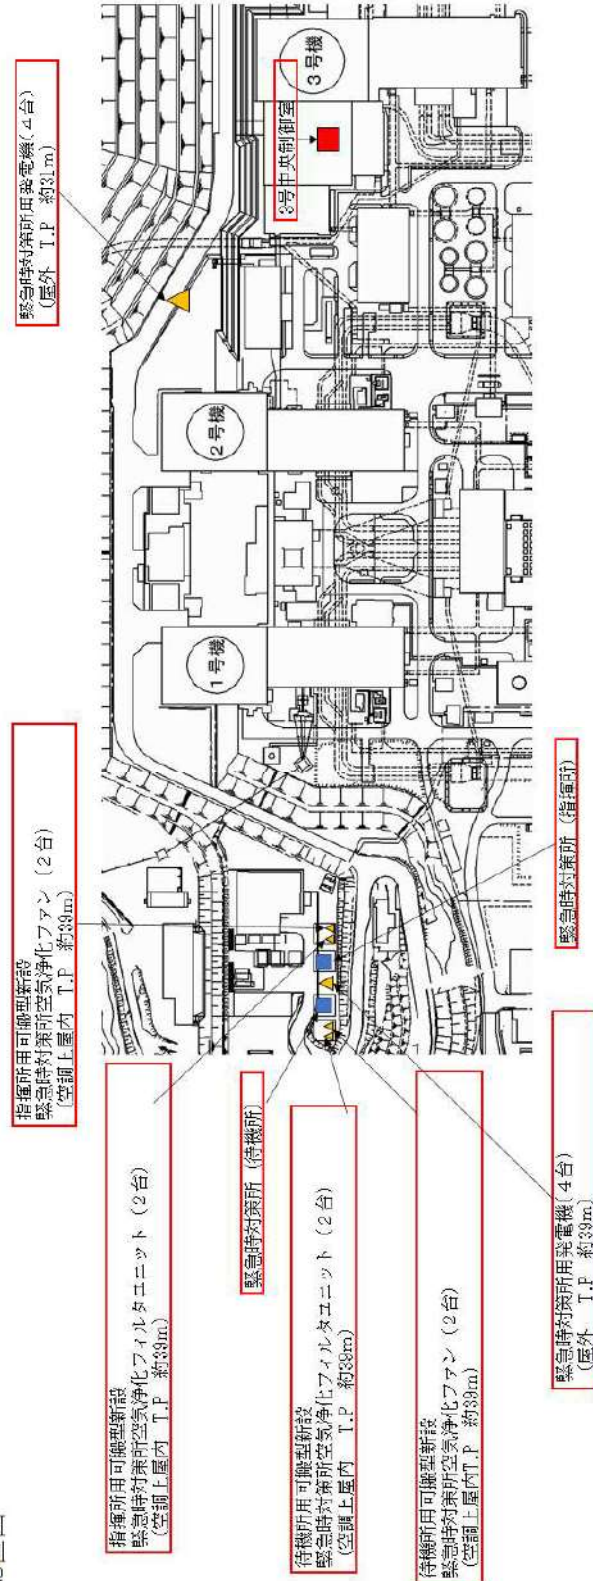 指揮所用可搬型新設
緊急時対策所空気浄化フィルタユニット（2台）
(空調上屋内　T.P　約39m)
緊急時対策所（待機所）
待機所用可搬型新設
緊急時対策所空気浄化フィルタユニット（2台）
(空調上屋内　T.P　約39m)
待機所用可搬型新設
緊急時対策所空気浄化ファン（2台）
(空調上屋内T.P　約39m)
緊急時対策所用発電機(4台)
(屋外　T.P　約39m)
指揮所用可搬型新設
緊急時対策所空気浄化ファン（2台）
(空調上屋内　T.P　約39m)
緊急時対策所（指揮所）
1号機
2号機
3号機
3号中央制御室
緊急時対策所用発電機(4台)
(屋外　T.P　約31m)